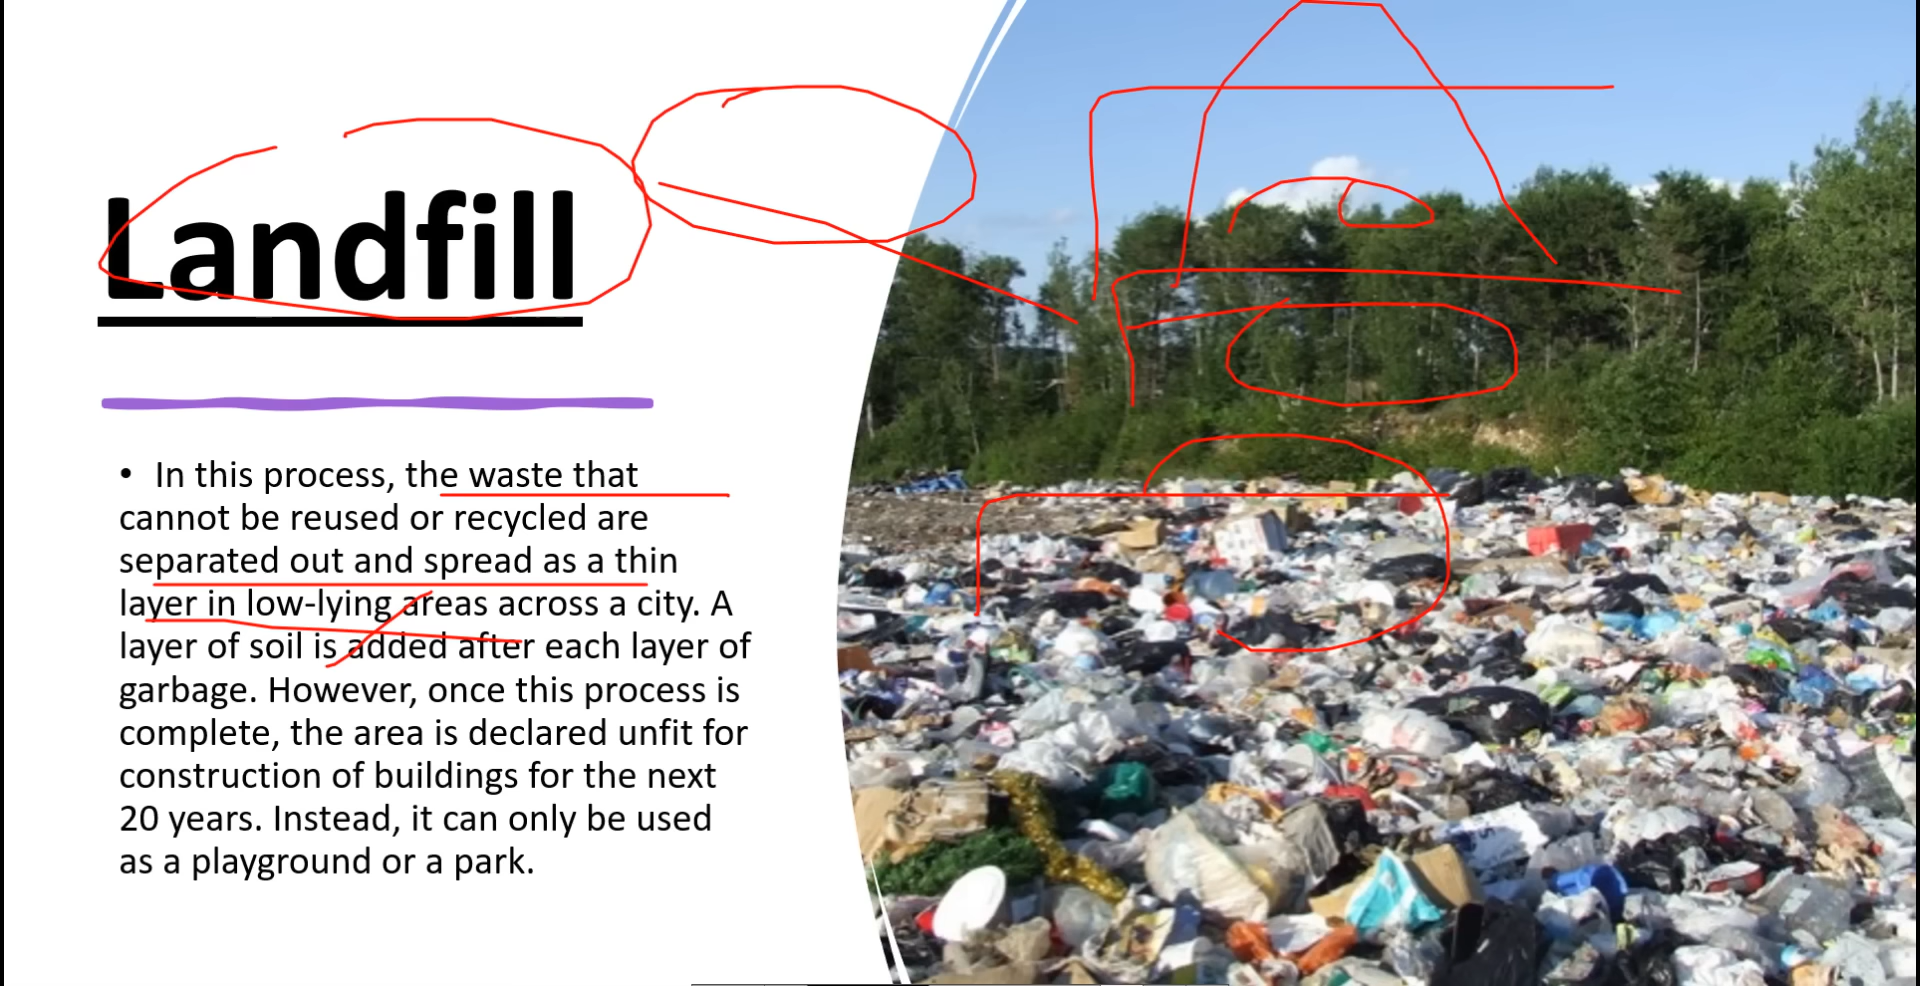 Landfill
• In this process, the waste that
cannot be reused or recycled are
separated out and spread as a thin
layer in low-lying areas across a city. A
layer of soil is added after each layer of
garbage. However, once this process is
complete, the area is declared unfit for
construction of buildings for the next
20 years. Instead, it can only be used
as a playground or a park.